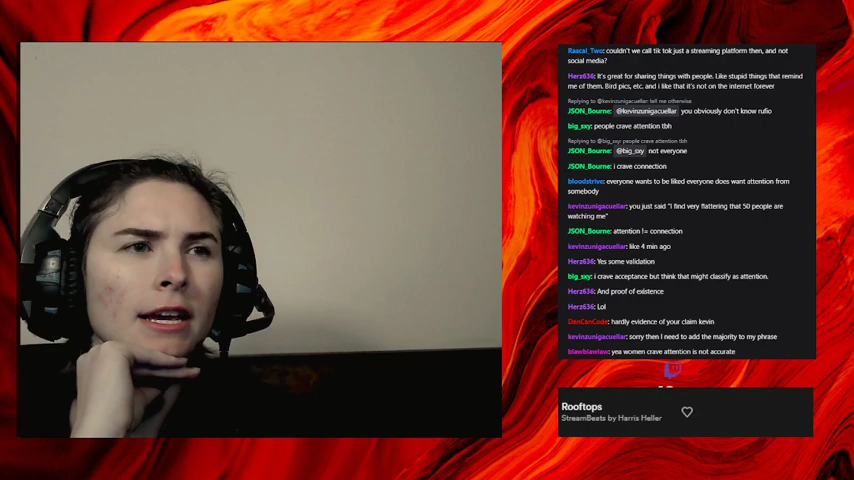 Rascal_Two: couldn't we call tik tok just a streaming platform then, and not
social media?
Herz636: It's great for sharing things with people. Like stupid things that remind
me of them. Bird pics, etc. and i like that it's not on the internet forever
Replying to @kevinzunigacuellar: tell me otherwise
JSON_Bourne: @kevinzunigacuellar you obviously don't know rufio
big_sxy: people crave attention tbh
Replying to @big_sxy: people crave attention tbh
JSON_Bourne: @big_sxy not everyone
JSON_Bourne: i crave connection
bloodstrive: everyone wants to be liked everyone does want attention from
somebody
kevinzunigacuellar: you just said "I find very flattering that 50 people are
watching me"
JSON_Bourne: attention != connection
kevinzunigacuellar: like 4 min ago
Herz636: Yes some validation
big_sxy: i crave acceptance but think that might classify as attention.
Herz636: And proof of existence
Herz636: Lol
DanCanCode: hardly evidence of your claim kevin
kevinzunigacuellar: sorry then I need to add the majority to my phrase
blawblawlaw: yea women crave attention is not accurate
Rooftops
StreamBeats by Harris Heller